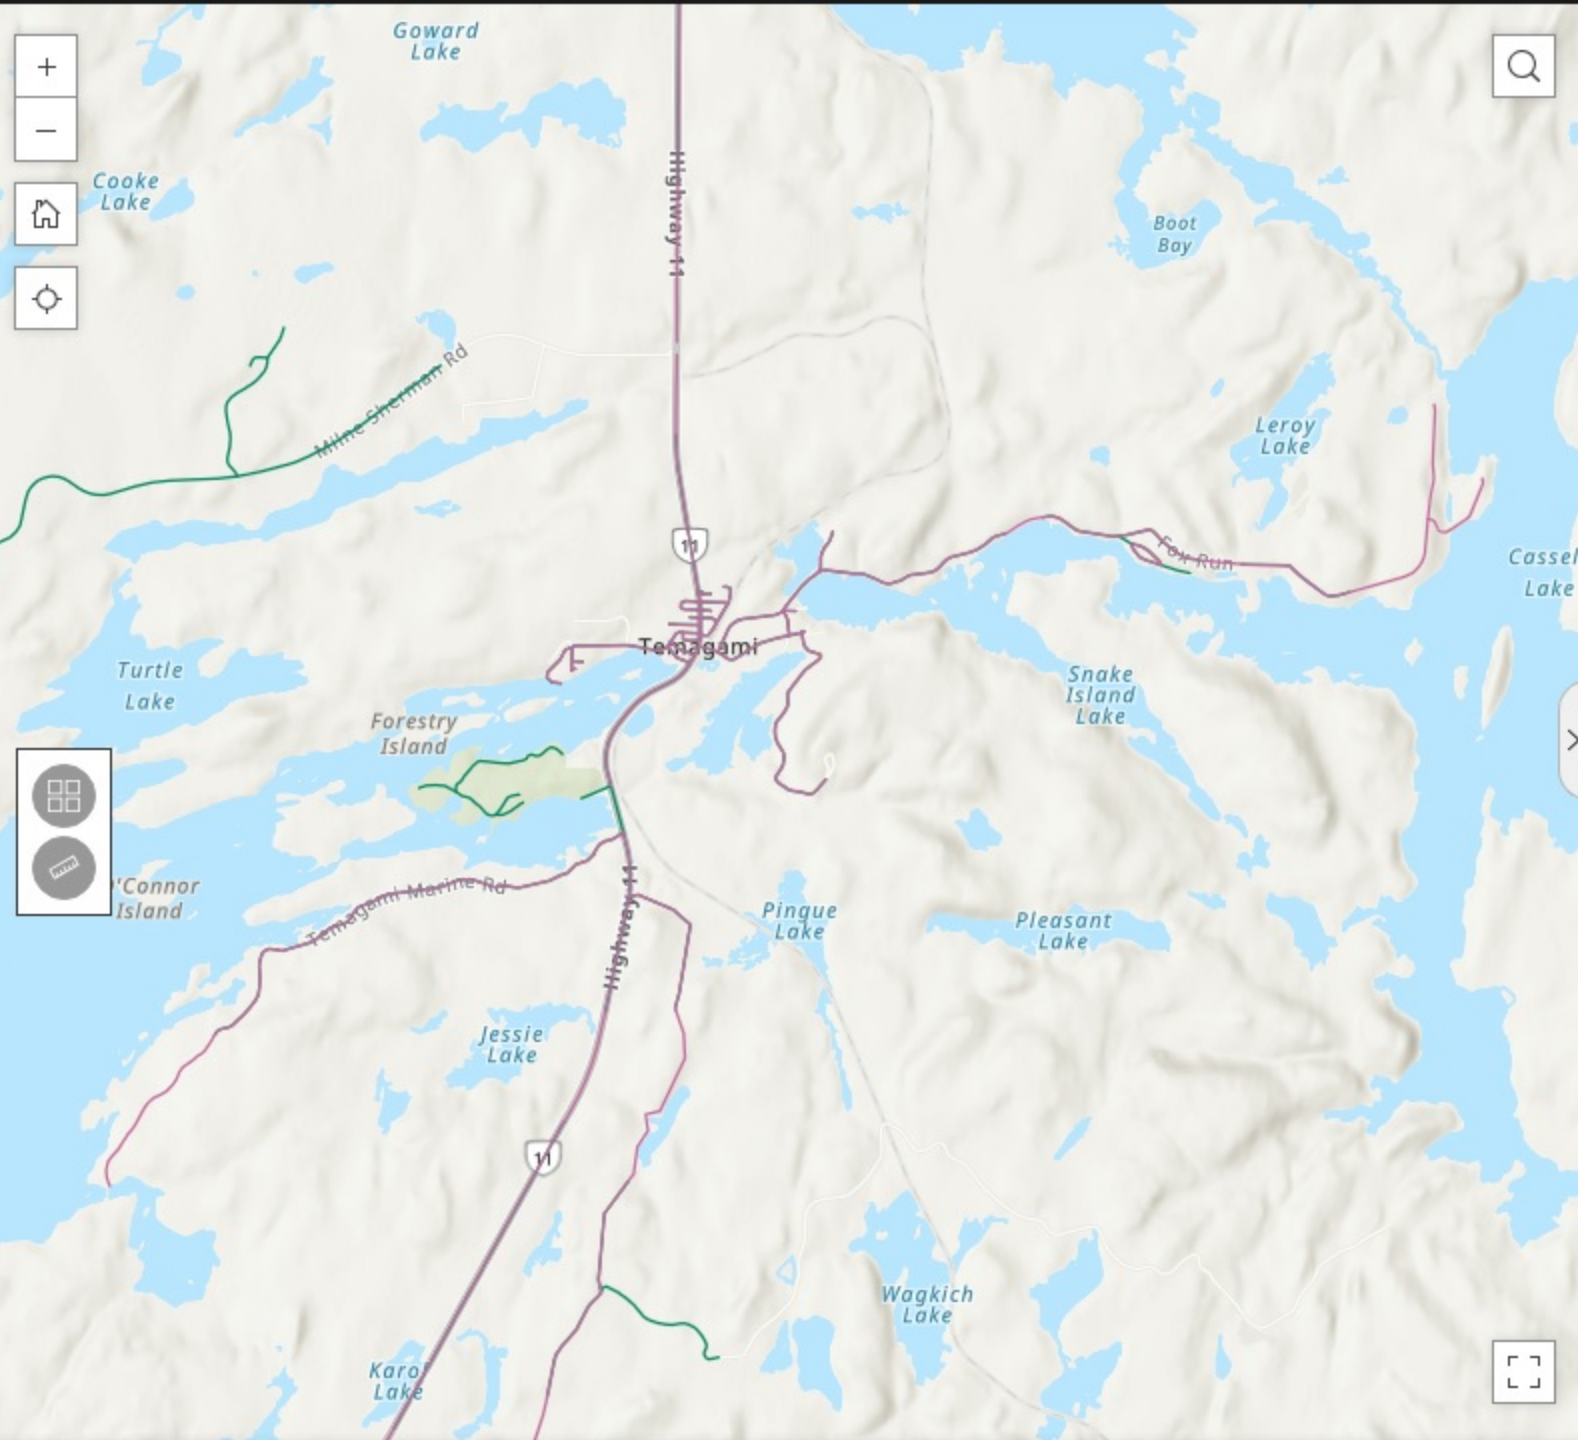 Goward
Lake
Cooke
Lake
Highway 11
Boot
Bay
Milne Sherman Rd
Leroy
Lake
11
Fox Run
Cassel
Lake
Temagami
Turtle
Lake
Snake
Island
Lake
Forestry
Island
'Connor
Island
Temagami Marine Rd
Highway 11
Pingue
Lake
Pleasant
Lake
Jessie
Lake
11
Wagkich
Lake
Karol
Lake